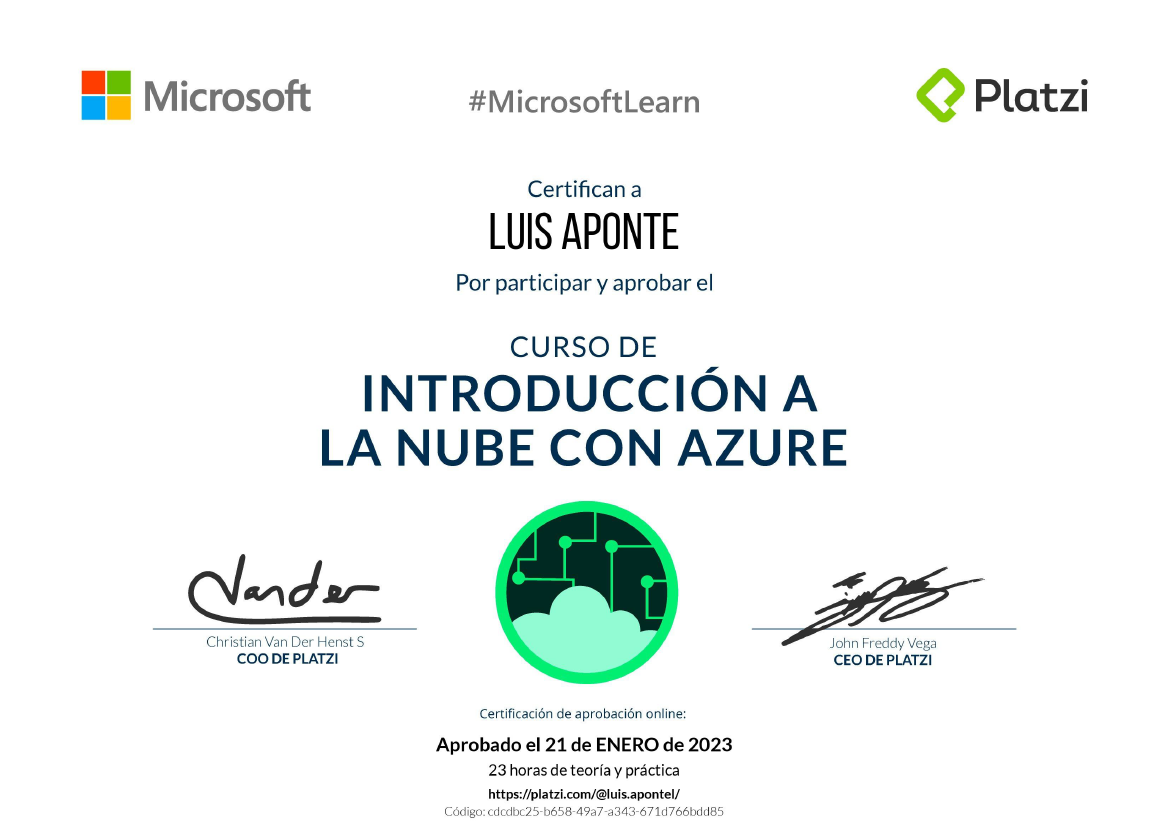 Microsoft
#MicrosoftLearn
Platzi
Certifican a
LUIS APONTE
Por participar y aprobar el
CURSO DE
INTRODUCCIÓN A
LA NUBE CON AZURE
Vander
Christian Van Der Henst S
COO DE PLATZI
John Freddy Vega
CEO DE PLATZI
Certificación de aprobación online:
Aprobado el 21 de ENERO de 2023
23 horas de teoría y práctica
https://platzi.com/@luis.apontel/
Código: cdcdbc25-b658-49a7-a343-671d766bdd85